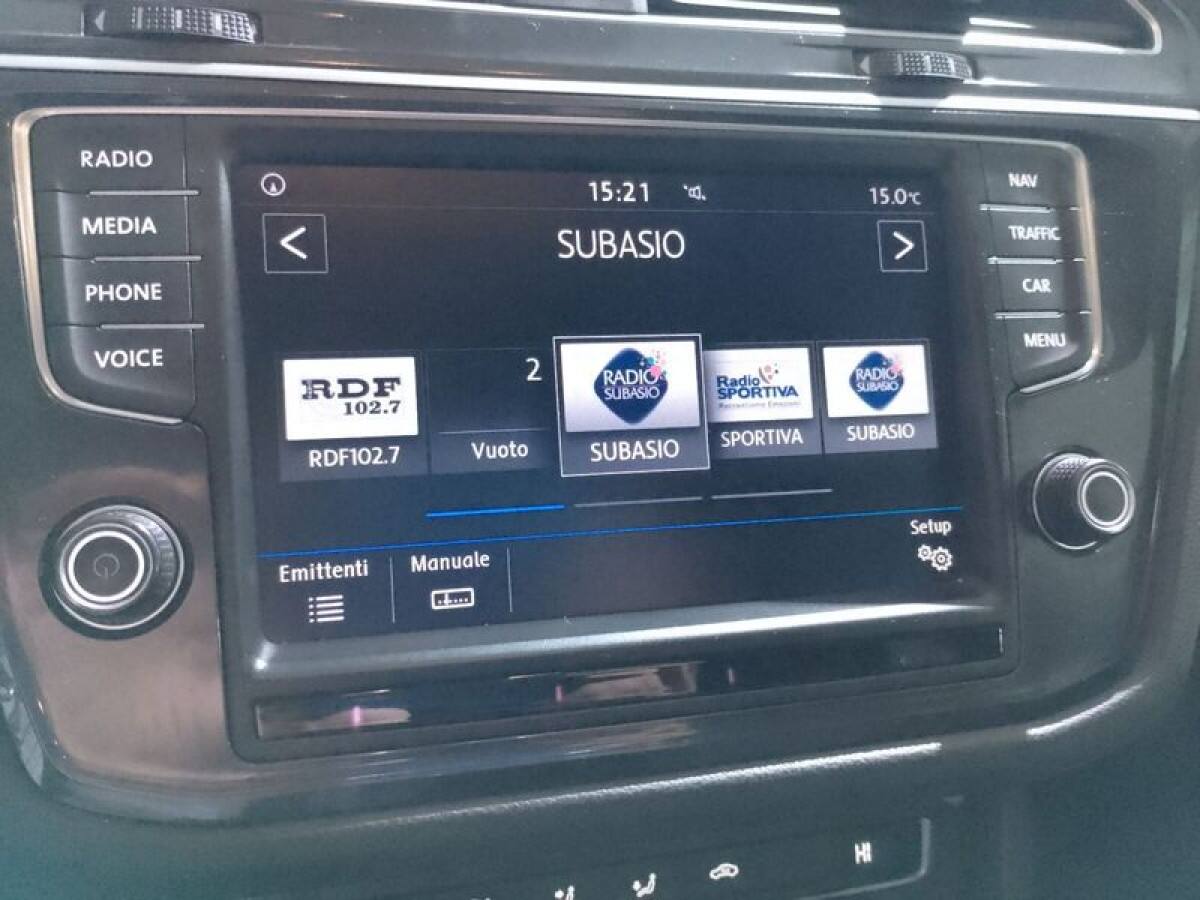 RADIO
MEDIA
PHONE
VOICE
15:21
15.0°C
<
SUBASIO
>
NAV
TRAFFIC
CAR
MENU
RDF
102.7
RDF102.7
2
Vuoto
RADIO
SUBASIO
SUBASIO
Radio
SPORTIVA
SPORTIVA
RADIO
SUBASIO
SUBASIO
Emittenti
Manuale
Setup
HI